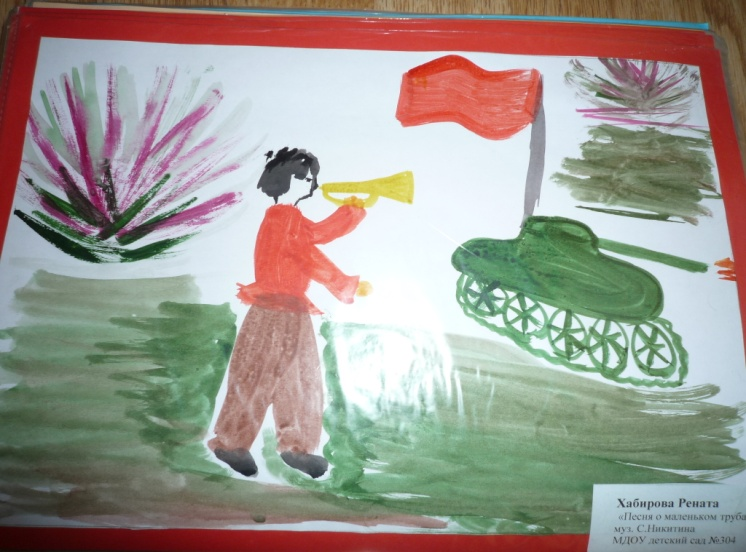 Хабирова Рената
«Песня о маленьком труба
муз. С.Никитина
МДОУ детский сад №304